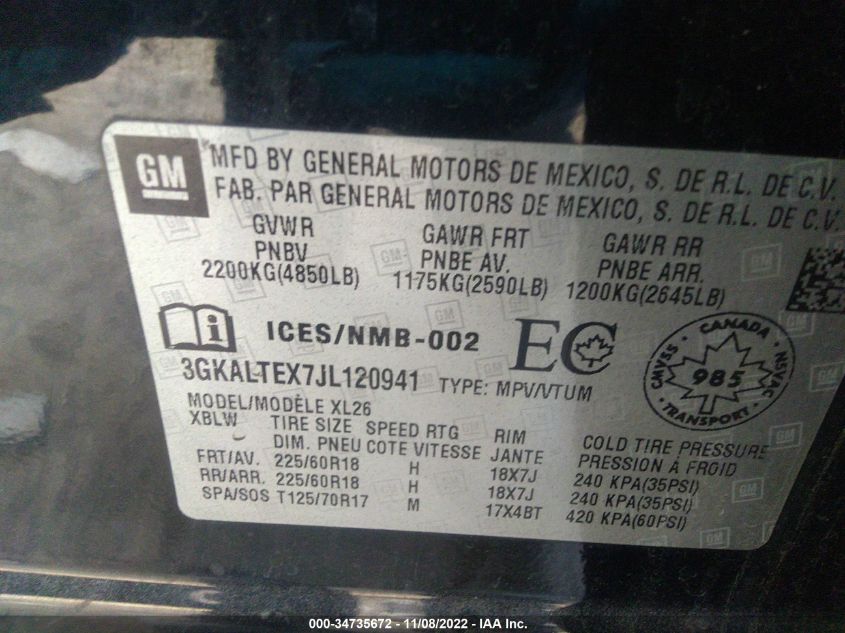 GM
MFD BY GENERAL MOTORS DE MEXICO, S. DE R.L. DE C.V.
FAB. PAR GENERAL MOTORS DE MEXICO, S. DE R.L. DE C.V.
GVWR GAWR FRT GAWR RR
PNBV PNBE AV. PNBE ARR.
2200KG(4850LB) 1175KG(2590LB) 1200KG(2645LB)
ICES/NMB-002 EC
CANADA
CMVSS 985 NSVAC
TRANSPORT
3GKALTEX7JL120941 TYPE: MPV/VTUM
MODEL/MODÈLE XL26
XBLW TIRE SIZE SPEED RTG RIM COLD TIRE PRESSURE
DIM. PNEU COTE VITESSE JANTE PRESSION À FROID
FRT/AV. 225/60R18 H 18X7J 240 KPA(35PSI)
RR/ARR. 225/60R18 H 18X7J 240 KPA(35PSI)
SPA/SOS T125/70R17 M 17X4BT 420 KPA(60PSI)
000-34735672 - 11/08/2022 - IAA Inc.